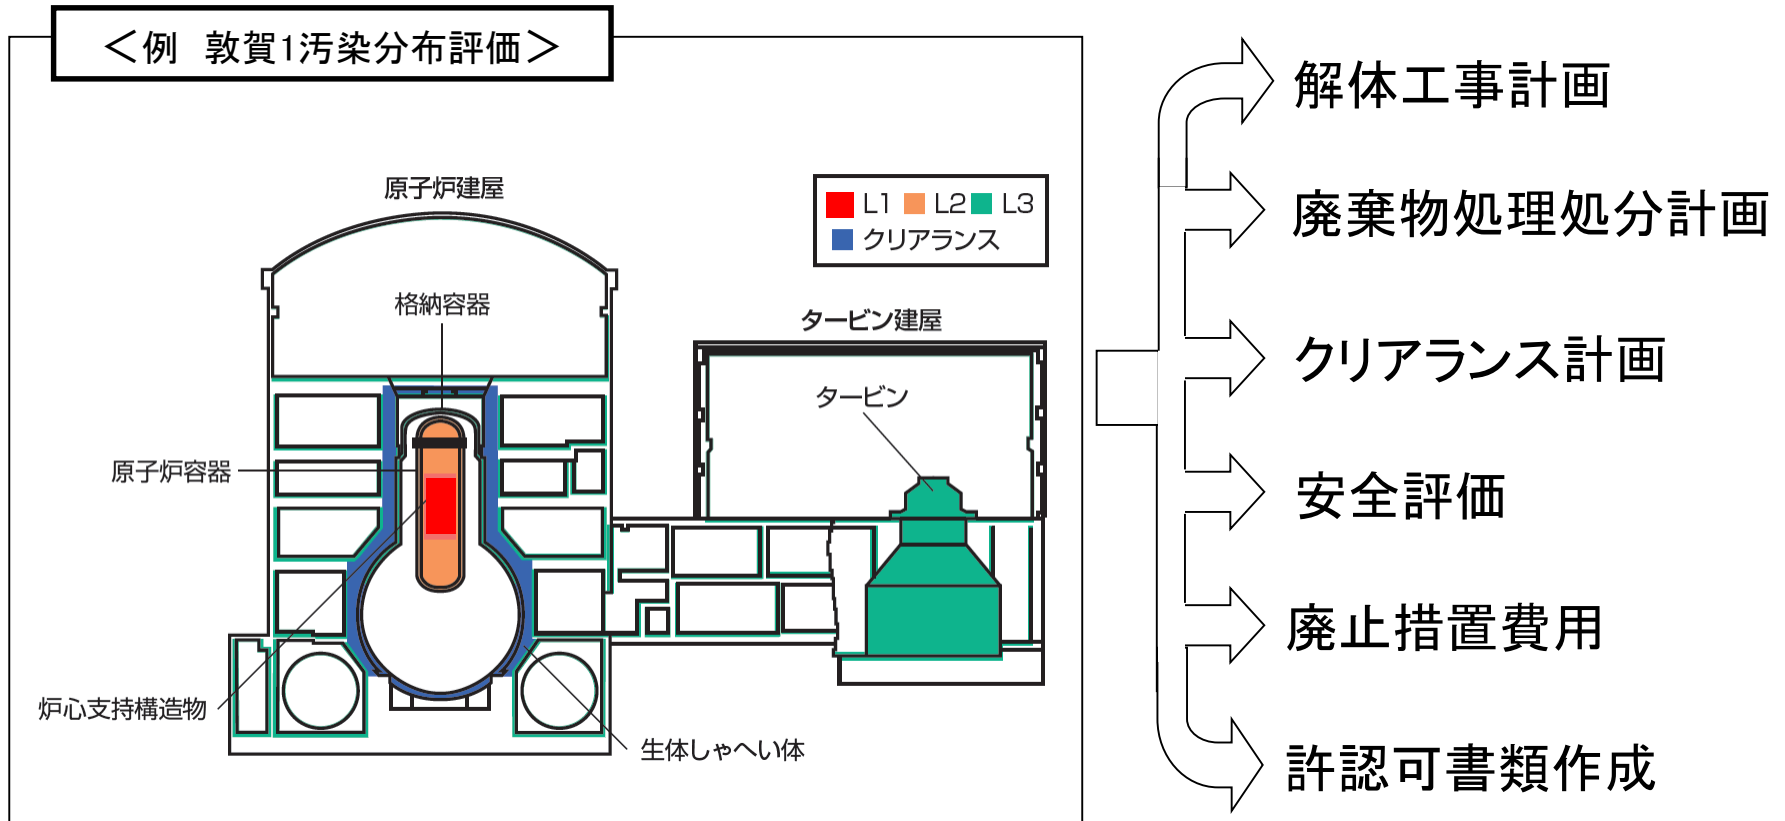 ＜例　敦賀1汚染分布評価＞
原子炉建屋
L1 L2 L3
クリアランス
格納容器
タービン建屋
タービン
原子炉容器
炉心支持構造物
生体しゃへい体
解体工事計画
廃棄物処理処分計画
クリアランス計画
安全評価
廃止措置費用
許認可書類作成